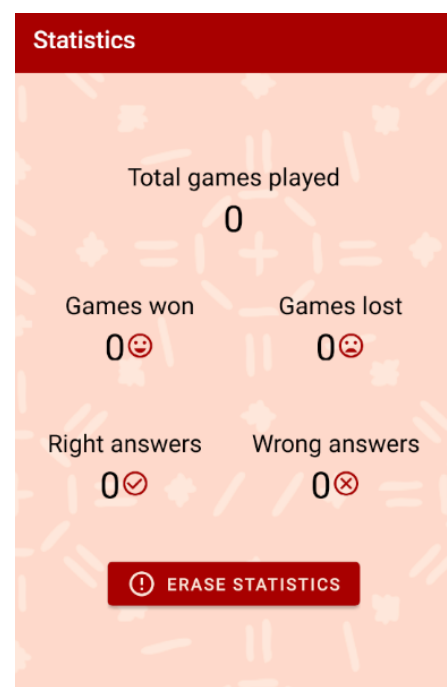 Statistics
Total games played
0
Games won
Games lost
0
0
Right answers
Wrong answers
0
0
ERASE STATISTICS